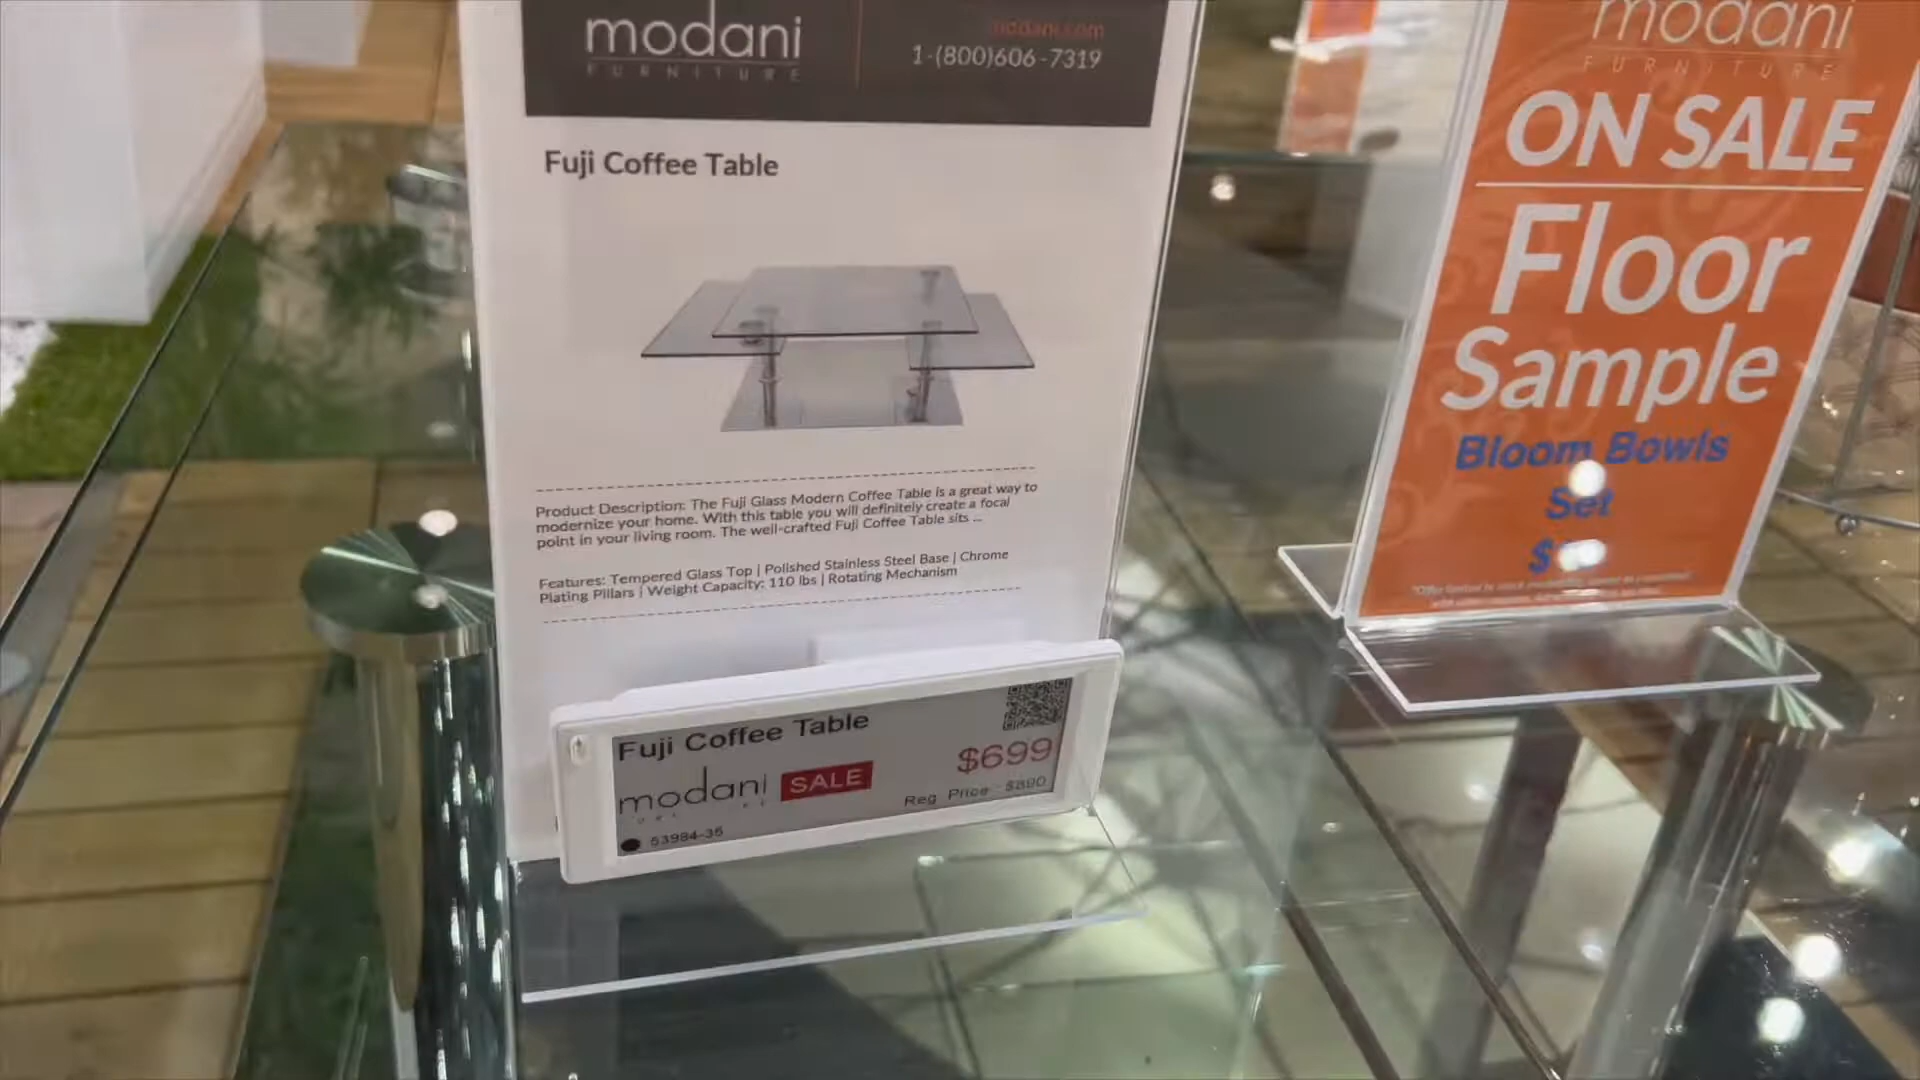 modani
FURNITURE
modani.com
1-(800)606-7319
Fuji Coffee Table
Product Description: The Fuji Glass Modern Coffee Table is a great way to
modernize your home. With this table you will definitely create a focal
point in your living room. The well-crafted Fuji Coffee Table sits ...
Features: Tempered Glass Top | Polished Stainless Steel Base | Chrome
Plating Pillars | Weight Capacity: 110 lbs | Rotating Mechanism
Fuji Coffee Table
modani SALE
$699
Reg Price $890
53984-35
modani
FURNITURE
ON SALE
Floor
Sample
Bloom Bowls
Set
$